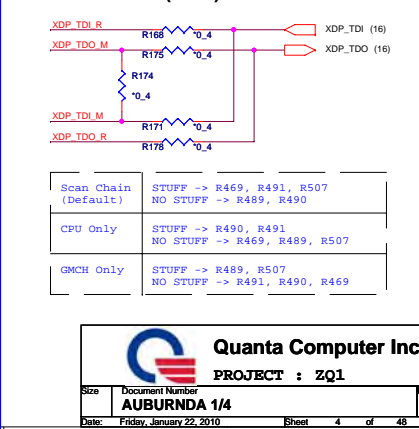 XDP_TDI_R
R168 *0_4
XDP_TDI (16)
XDP_TDO_M
R175 *0_4
XDP_TDO (16)
R174
*0_4
XDP_TDI_M
R171 *0_4
XDP_TDO_R
R178 *0_4
Scan Chain STUFF -> R469, R491, R507
(Default) NO STUFF -> R489, R490
CPU Only STUFF -> R490, R491
NO STUFF -> R469, R489, R507
GMCH Only STUFF -> R489, R507
NO STUFF -> R491, R490, R469
Quanta Computer Inc
PROJECT : ZQ1
Size Document Number
AUBURNDA 1/4
Date: Friday, January 22, 2010 Sheet 4 of 48